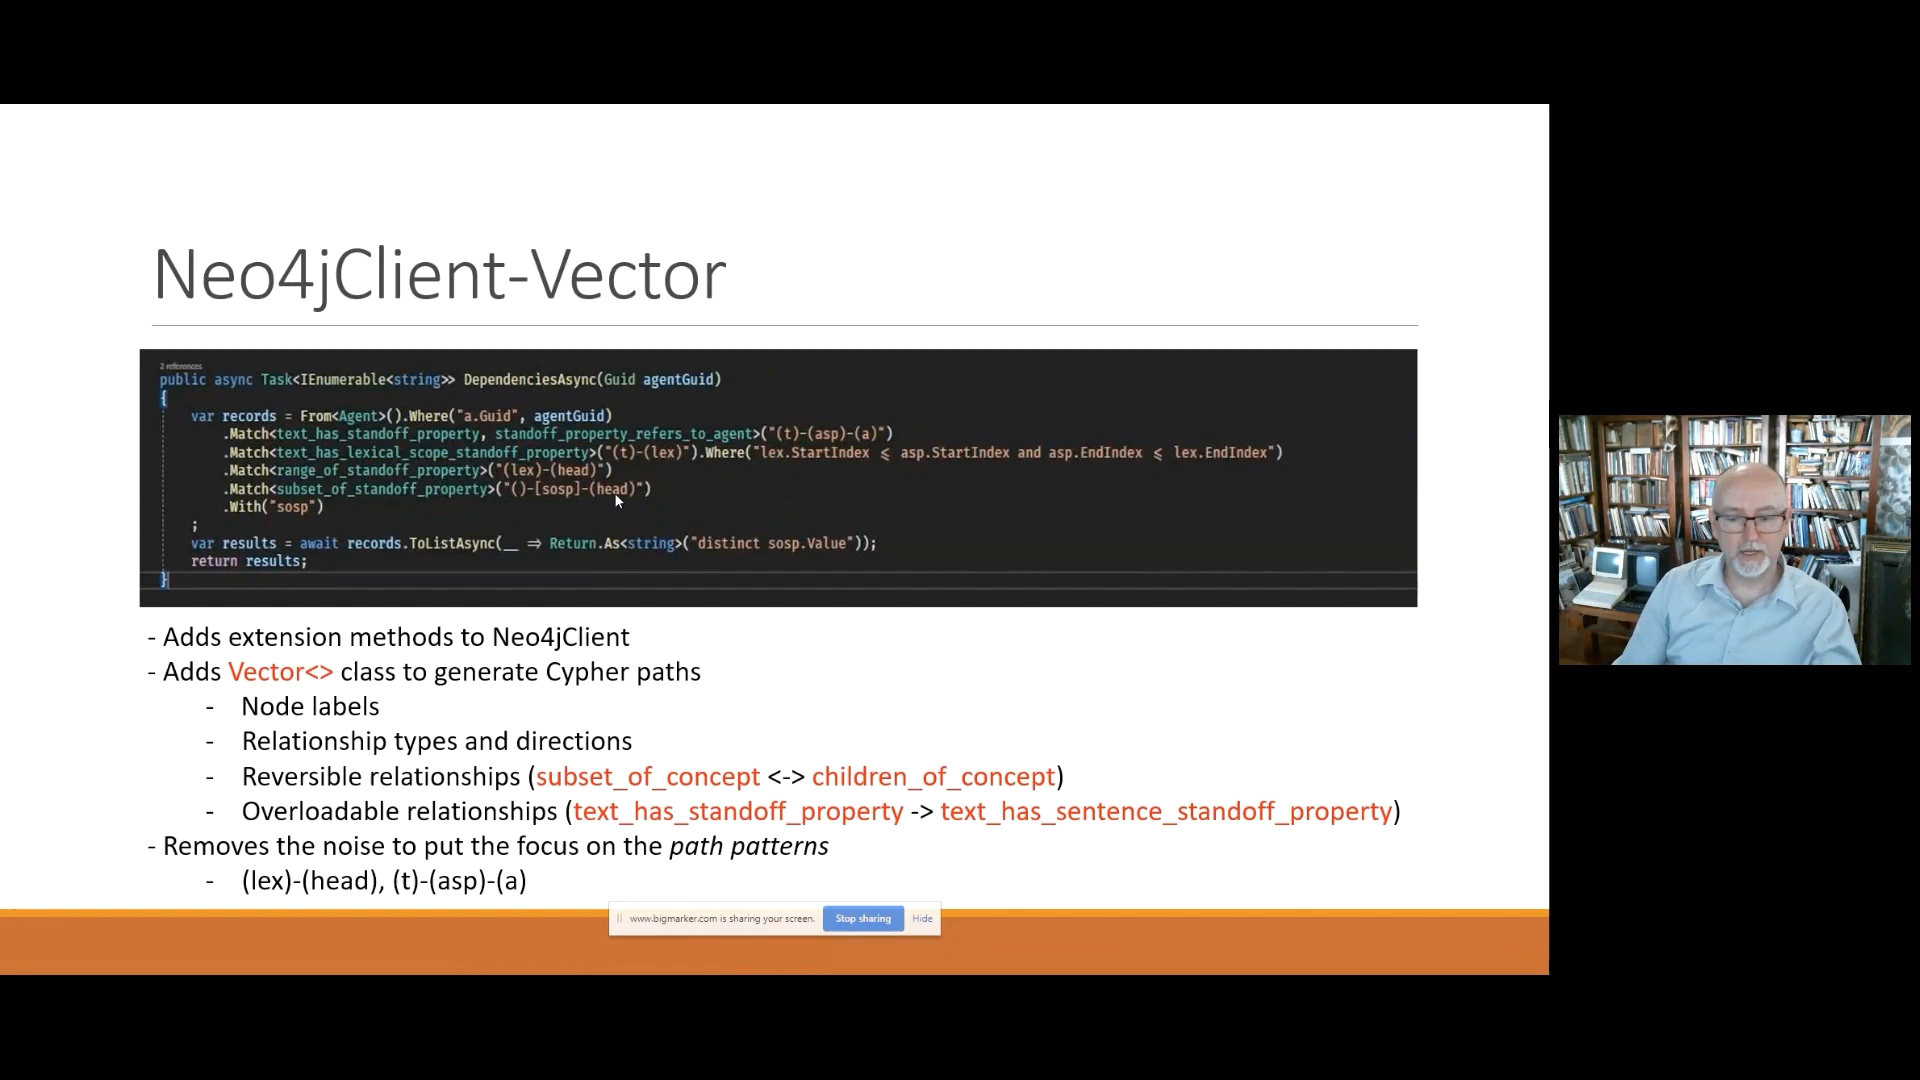 Neo4jClient-Vector
2 references
public async Task<IEnumerable<string>> DependenciesAsync(Guid agentGuid)
{
var records = From<Agent>().Where("a.Guid", agentGuid)
.Match<text_has_standoff_property, standoff_property_refers_to_agent>("(t)-(asp)-(a)")
.Match<text_has_lexical_scope_standoff_property>("(t)-(lex)").Where("lex.StartIndex ⩽ asp.StartIndex and asp.EndIndex ⩽ lex.EndIndex")
.Match<range_of_standoff_property>("(lex)-(head)")
.Match<subset_of_standoff_property>("()-[sosp]-(head)")
.With("sosp")
;
var results = await records.ToListAsync(__ ⇒ Return.As<string>("distinct sosp.Value"));
return results;
}
- Adds extension methods to Neo4jClient
- Adds Vector<> class to generate Cypher paths
- Node labels
- Relationship types and directions
- Reversible relationships (subset_of_concept <-> children_of_concept)
- Overloadable relationships (text_has_standoff_property -> text_has_sentence_standoff_property)
- Removes the noise to put the focus on the path patterns
- (lex)-(head), (t)-(asp)-(a)
www.bigmarker.com is sharing your screen. Stop sharing Hide